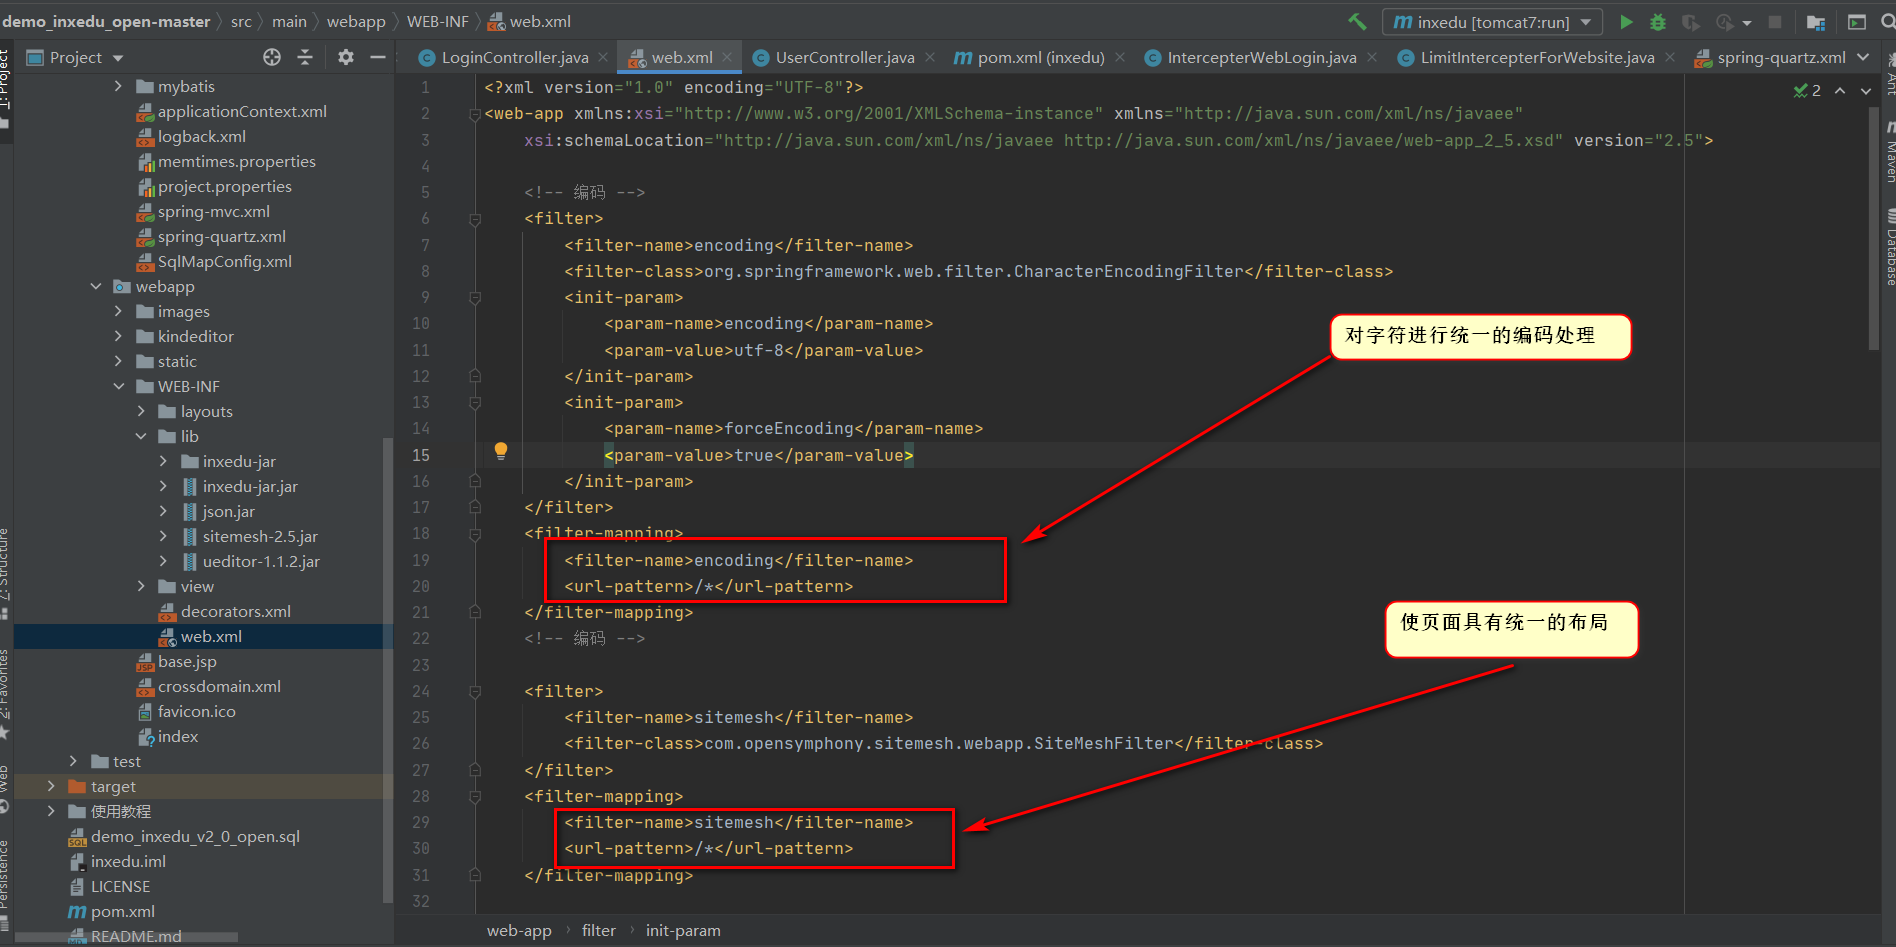 demo_inxedu_open-master
src
main
webapp
WEB-INF
web.xml
inxedu [tomcat7:run]
Project
LoginController.java
web.xml
UserController.java
pom.xml (inxedu)
IntercepterWebLogin.java
LimitIntercepterForWebsite.java
spring-quartz.xml
1: Project
7: Structure
2: Favorites
Web
Persistence
mybatis
applicationContext.xml
logback.xml
memtimes.properties
project.properties
spring-mvc.xml
spring-quartz.xml
SqlMapConfig.xml
webapp
images
kindeditor
static
WEB-INF
layouts
lib
inxedu-jar
inxedu-jar.jar
json.jar
sitemesh-2.5.jar
ueditor-1.1.2.jar
view
decorators.xml
web.xml
base.jsp
crossdomain.xml
favicon.ico
index
test
target
使用教程
demo_inxedu_v2_0_open.sql
inxedu.iml
LICENSE
pom.xml
README.md
1 <?xml version="1.0" encoding="UTF-8"?>
2 <web-app xmlns:xsi="http://www.w3.org/2001/XMLSchema-instance" xmlns="http://java.sun.com/xml/ns/javaee"
3 xsi:schemaLocation="http://java.sun.com/xml/ns/javaee http://java.sun.com/xml/ns/javaee/web-app_2_5.xsd" version="2.5">
4
5 <!-- 编码 -->
6 <filter>
7 <filter-name>encoding</filter-name>
8 <filter-class>org.springframework.web.filter.CharacterEncodingFilter</filter-class>
9 <init-param>
10 <param-name>encoding</param-name>
11 <param-value>utf-8</param-value>
12 </init-param>
13 <init-param>
14 <param-name>forceEncoding</param-name>
15 <param-value>true</param-value>
16 </init-param>
17 </filter>
18 <filter-mapping>
19 <filter-name>encoding</filter-name>
20 <url-pattern>/*</url-pattern>
21 </filter-mapping>
22 <!-- 编码 -->
23
24 <filter>
25 <filter-name>sitemesh</filter-name>
26 <filter-class>com.opensymphony.sitemesh.webapp.SiteMeshFilter</filter-class>
27 </filter>
28 <filter-mapping>
29 <filter-name>sitemesh</filter-name>
30 <url-pattern>/*</url-pattern>
31 </filter-mapping>
32
对字符进行统一的编码处理
使页面具有统一的布局
2
Ant
Maven
Database
web-app
filter
init-param